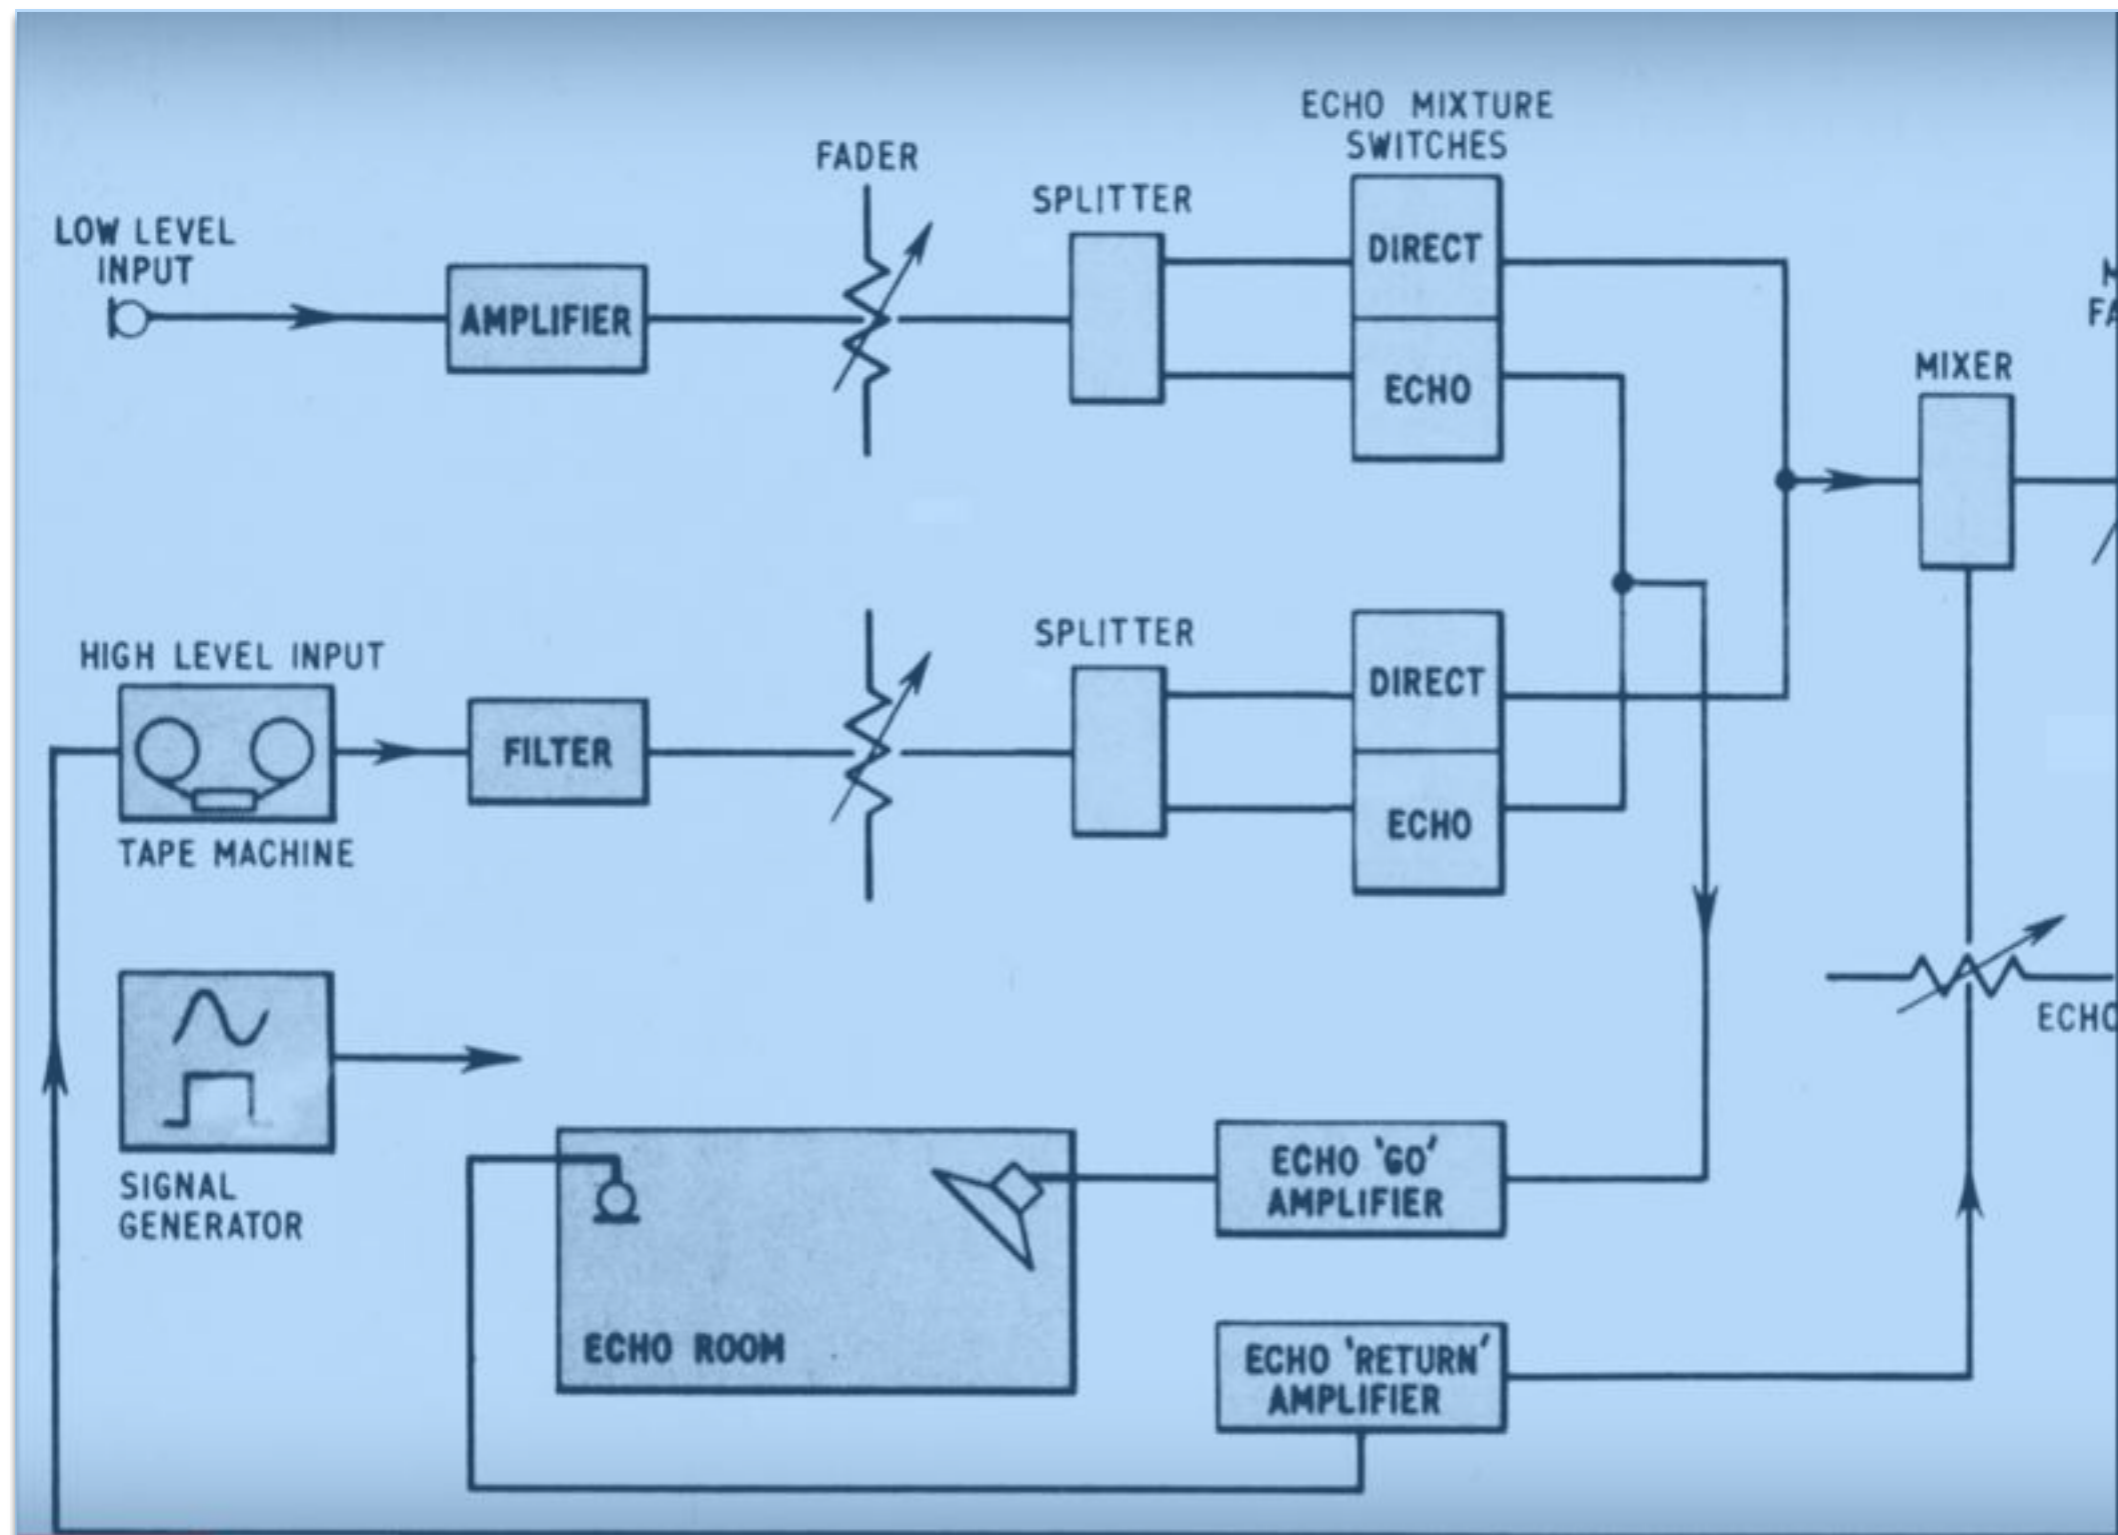 ECHO MIXTURE
SWITCHES
FADER
SPLITTER
LOW LEVEL
INPUT
DIRECT
AMPLIFIER
ECHO
MIXER
HIGH LEVEL INPUT
SPLITTER
DIRECT
FILTER
ECHO
TAPE MACHINE
ECHO
SIGNAL
GENERATOR
ECHO 'GO'
AMPLIFIER
ECHO ROOM
ECHO 'RETURN'
AMPLIFIER